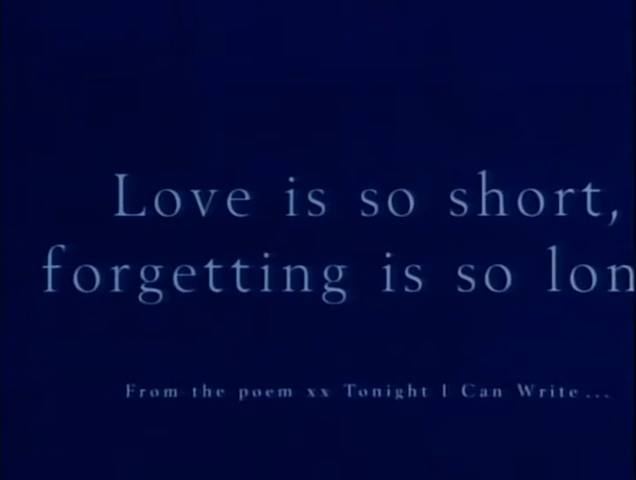 Love is so short,
forgetting is so lon
From the poem xx Tonight I Can Write...